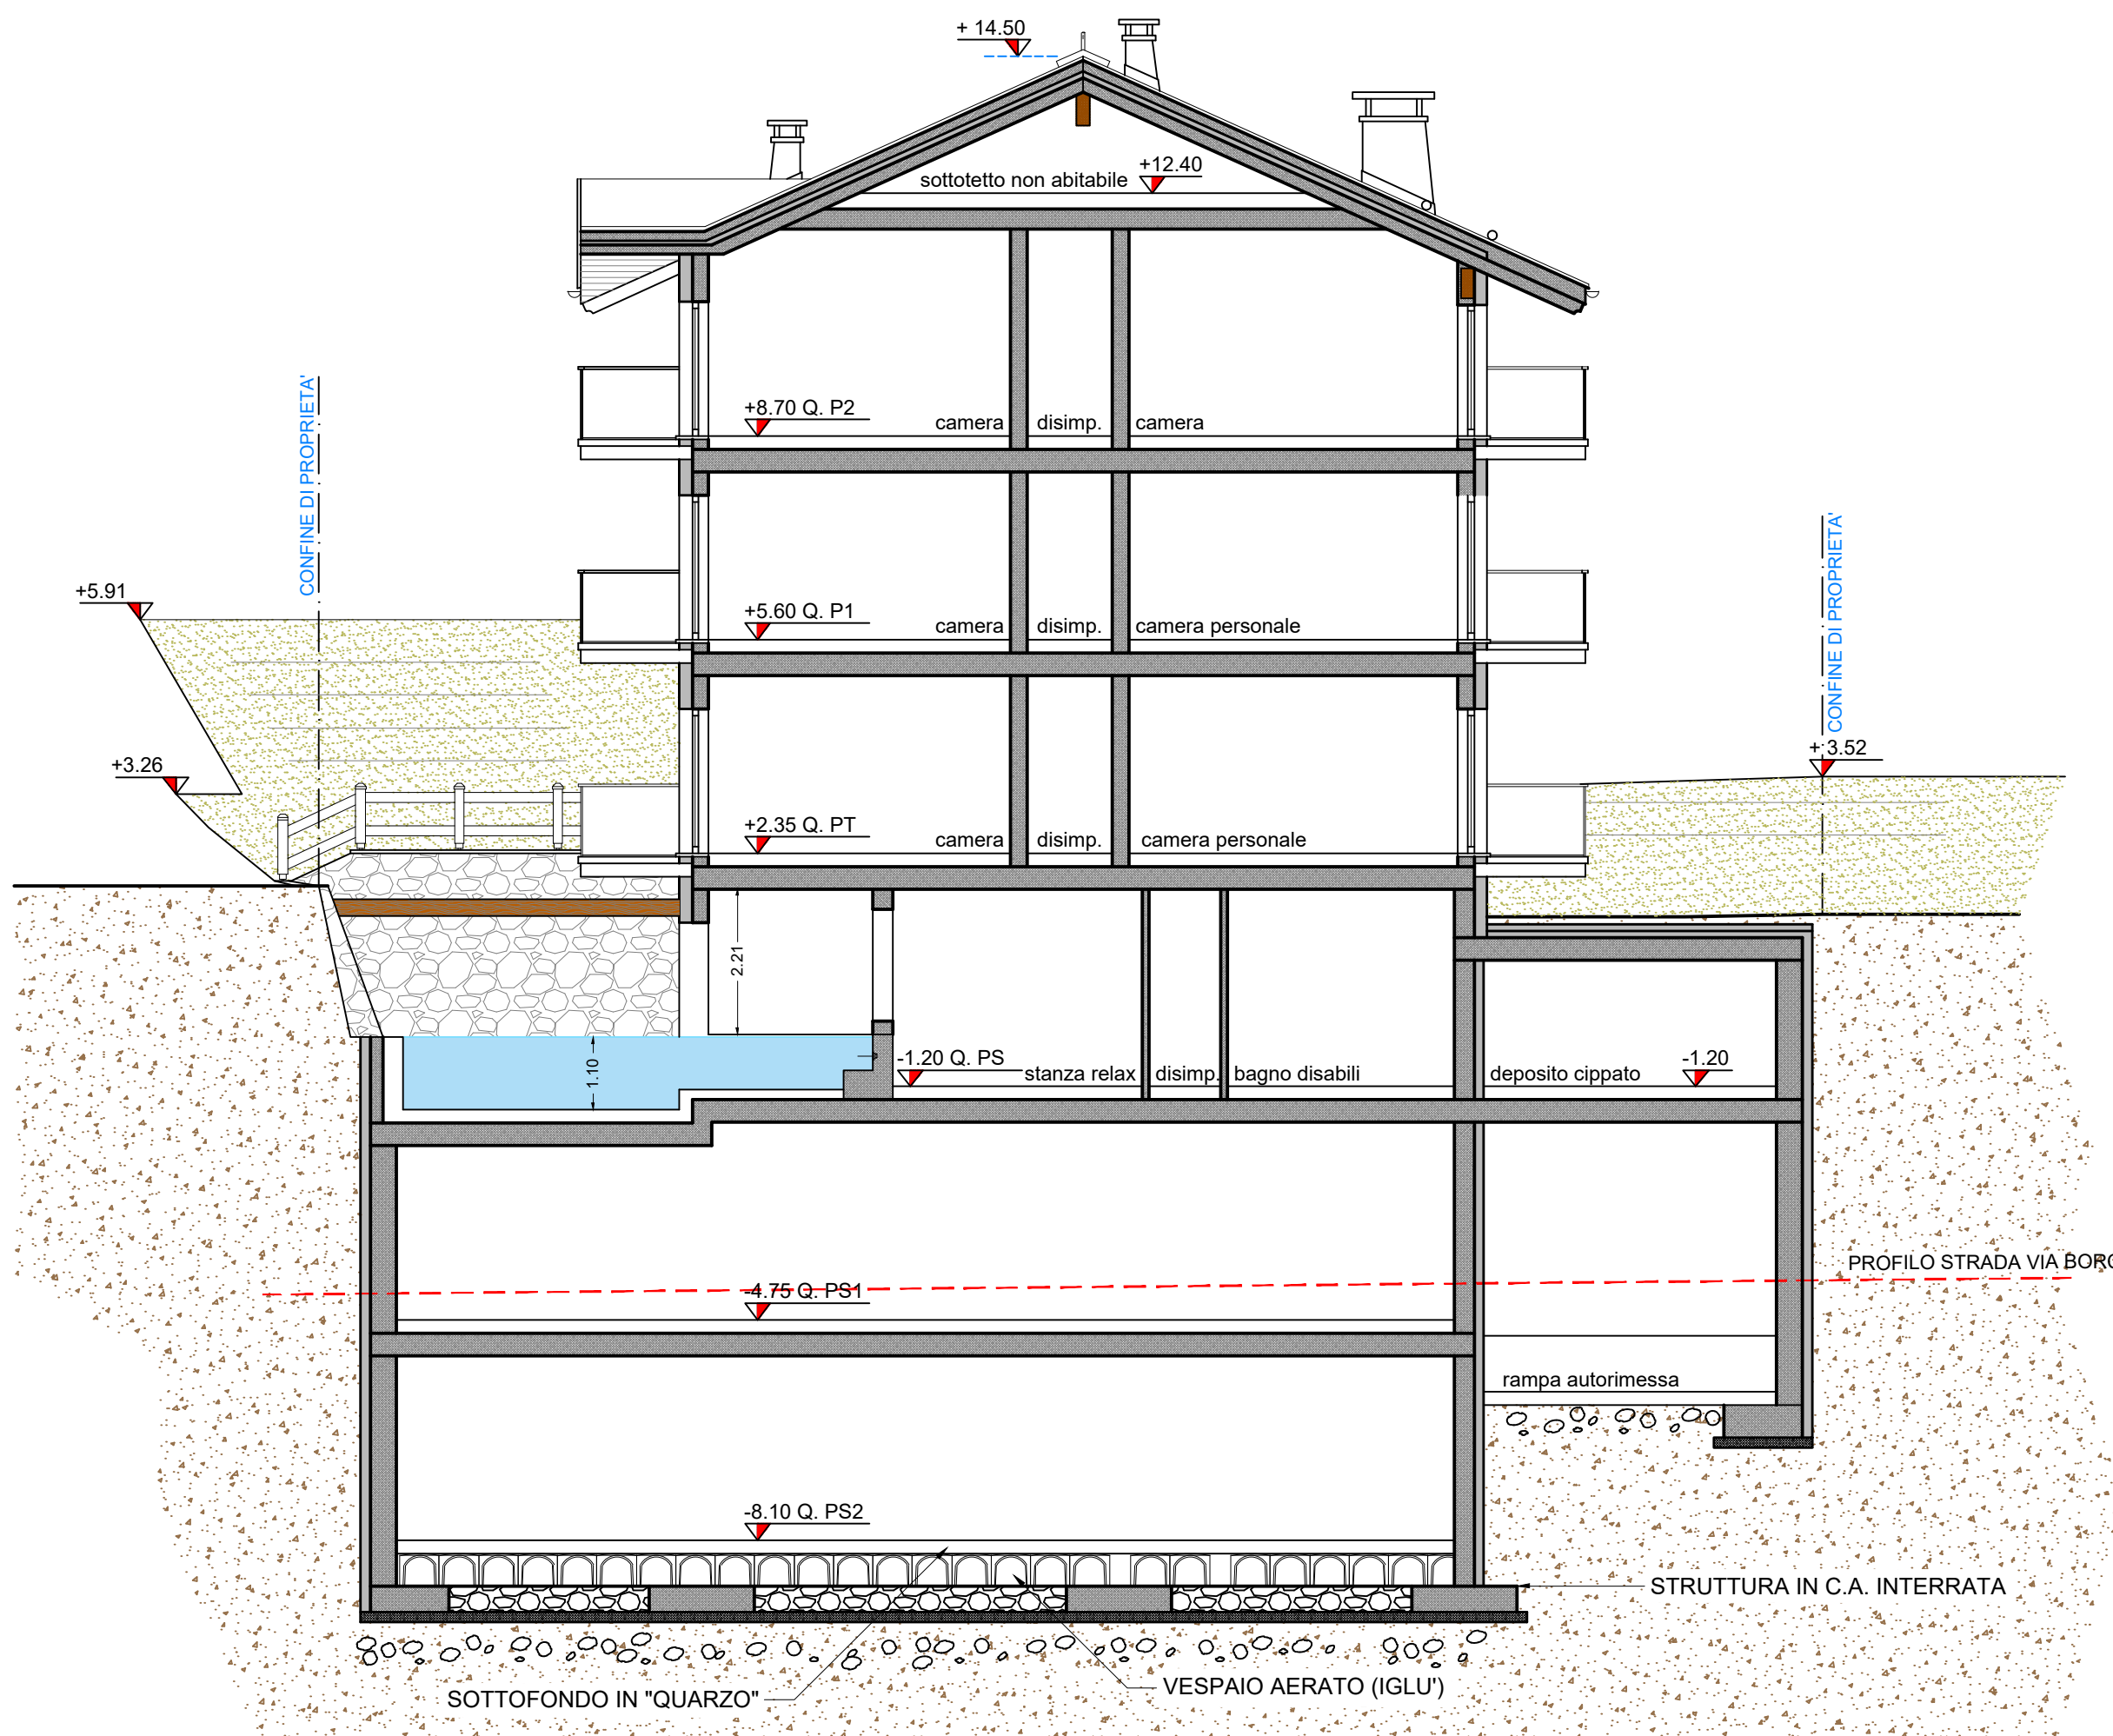 + 14.50
+12.40
sottotetto non abitabile
CONFINE DI PROPRIETA'
+8.70 Q. P2
camera
disimp.
camera
CONFINE DI PROPRIETA'
+5.91
+5.60 Q. P1
camera
disimp.
camera personale
+3.26
+ 3.52
+2.35 Q. PT
camera
disimp.
camera personale
2.21
1.10
-1.20 Q. PS
stanza relax
disimp.
bagno disabili
deposito cippato
-1.20
PROFILO STRADA VIA BORG
-4.75 Q. PS1
rampa autorimessa
-8.10 Q. PS2
STRUTTURA IN C.A. INTERRATA
SOTTOFONDO IN "QUARZO"
VESPAIO AERATO (IGLU')